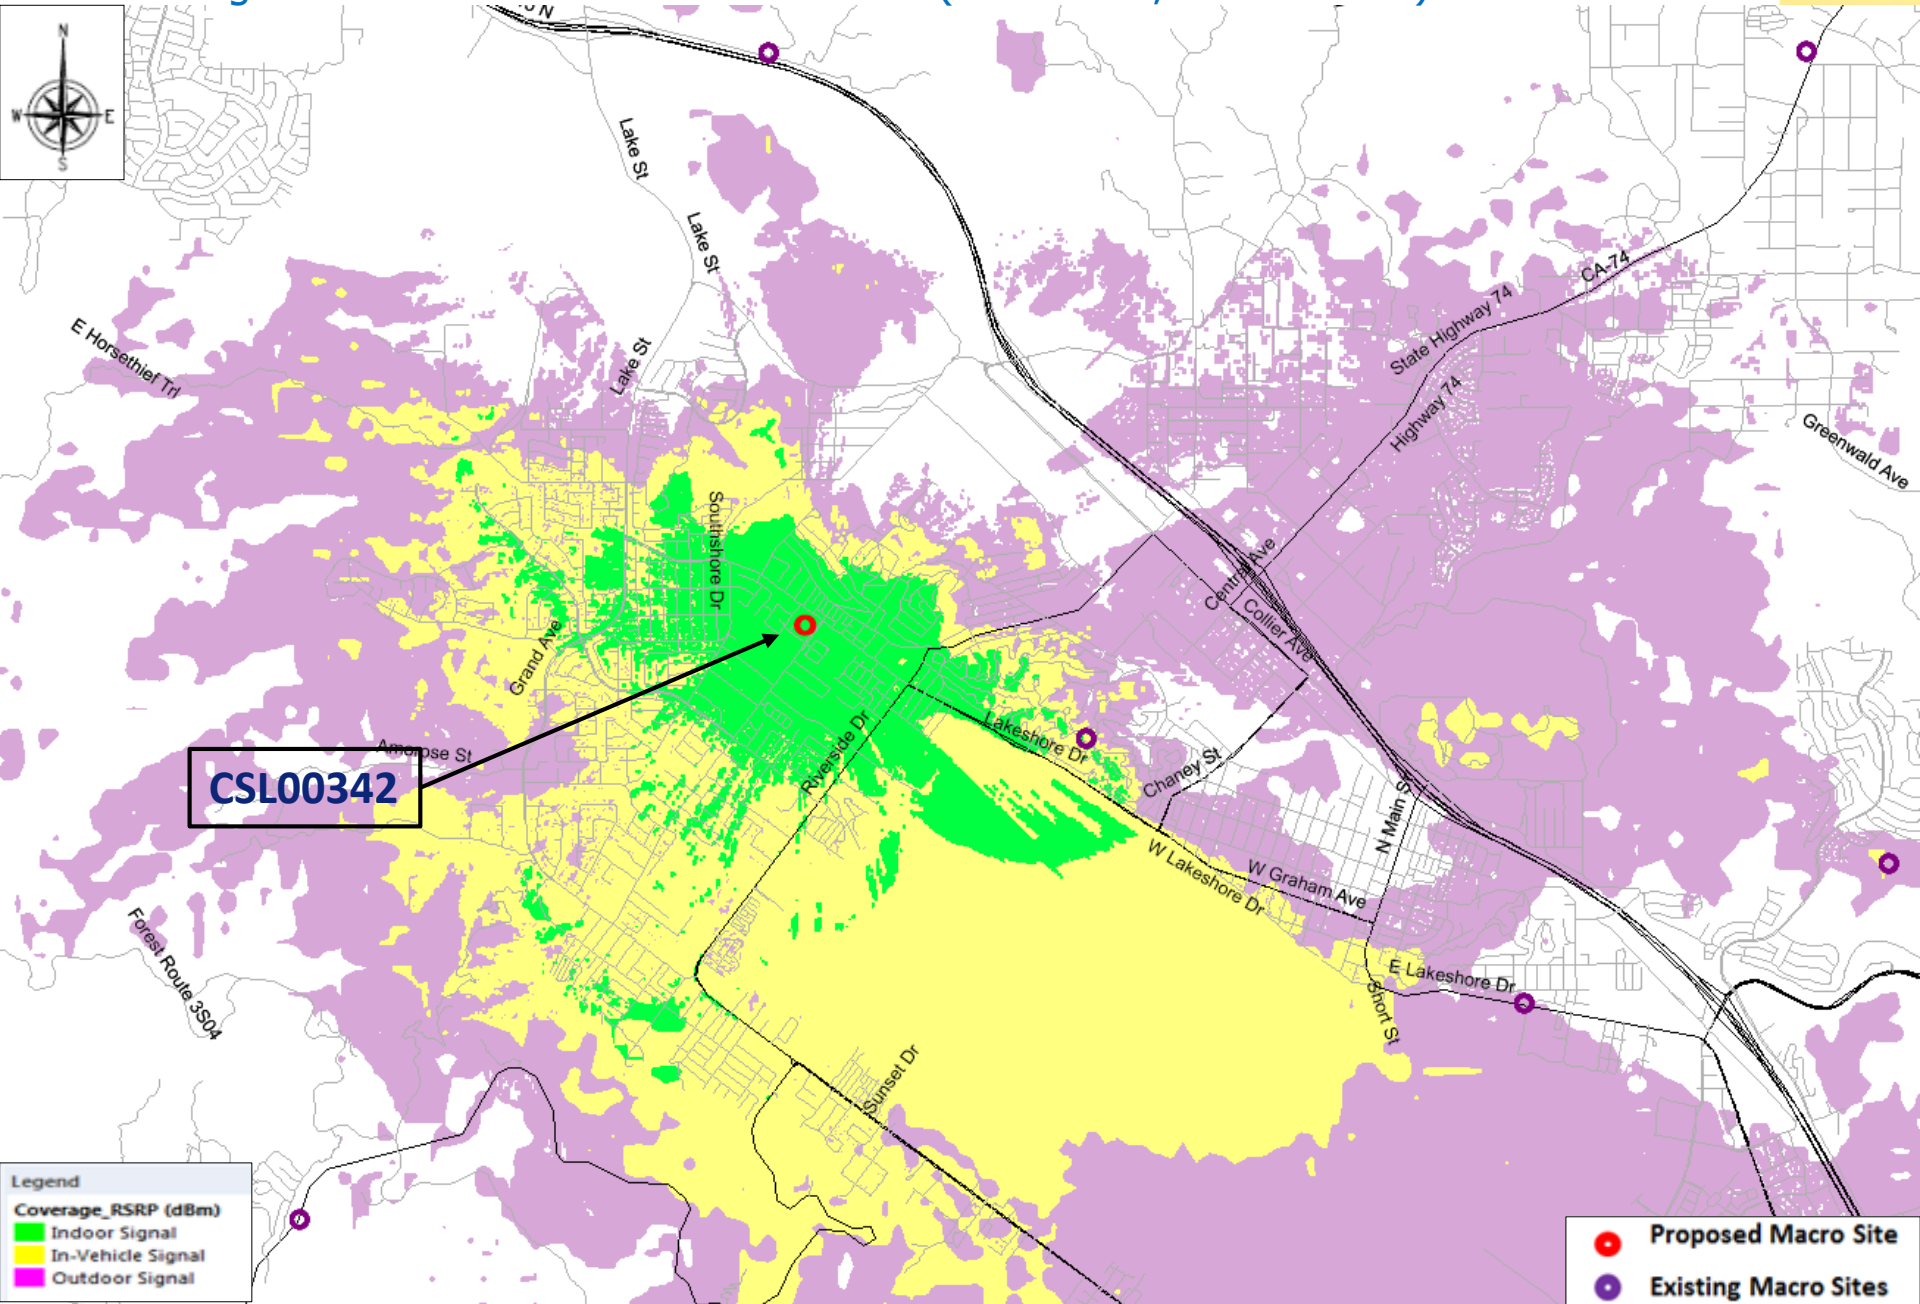 N
W
E
S
Lake St
Lake St
Lake St
E Horsethief Trl
CA-74
State Highway 74
Highway 74
Greenwald Ave
Southshore Dr
Central Ave
Collier Ave
Grand Ave
Amorose St
CSL00342
Riverside Dr
Lakeshore Dr
Chaney St
N Main St
W Lakeshore Dr
W Graham Ave
E Lakeshore Dr
Short St
Forest Route 3S04
Sunset Dr
Legend
Coverage_RSRP (dBm)
Indoor Signal
In-Vehicle Signal
Outdoor Signal
Proposed Macro Site
Existing Macro Sites